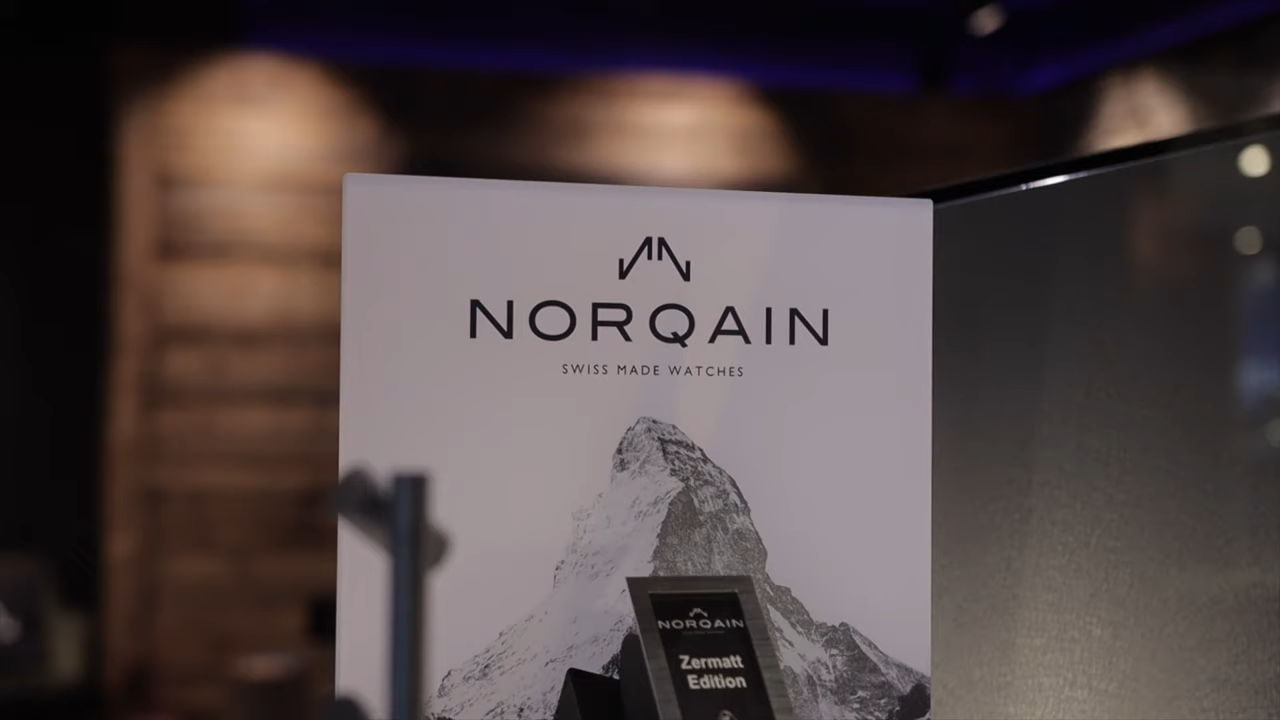 NORQAIN
SWISS MADE WATCHES
NORQAIN
Zermatt
Edition